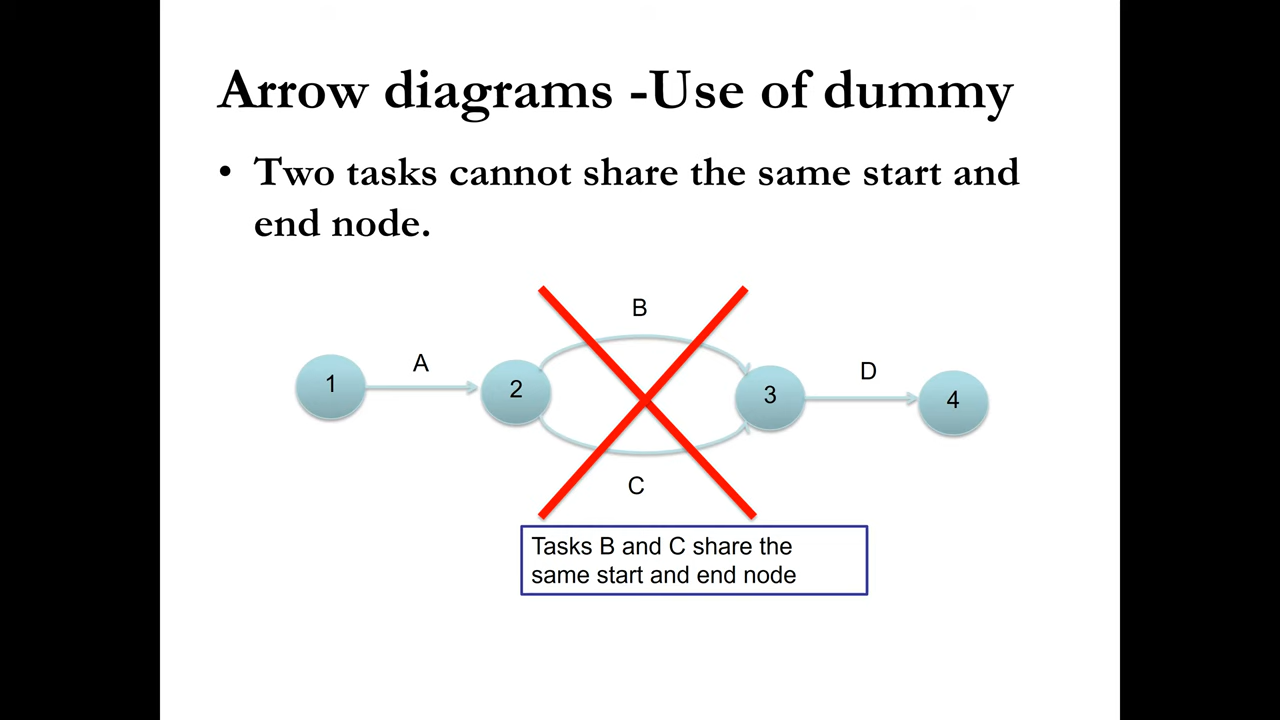 Arrow diagrams -Use of dummy
• Two tasks cannot share the same start and
end node.
B
A
D
1
2
3
4
C
Tasks B and C share the
same start and end node